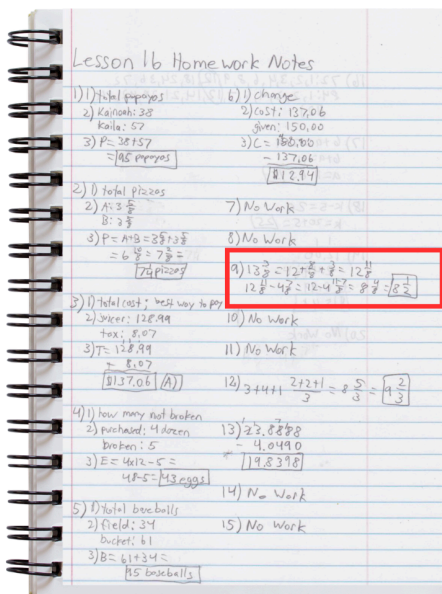 Lesson 16 Homework Notes
1) 1) total papayas
2) Kainoah: 38
Kaila: 57
3) P = 38+57
= 95 papayas
2) 1) total pizzas
2) A: 3 5/8
B: 3 5/8
3) P = A+B = 3 5/8 + 3 5/8
= 6 10/8 = 7 2/8 =
7 1/4 pizzas
3) 1) total cost; best way to pay
2) Juicer: 128.99
tax: 8.07
3) T = 128.99
+ 8.07
$137.06 (A)
4) 1) how many not broken
2) purchased: 4 dozen
broken: 5
3) E = 4x12-5 =
48-5 = 43 eggs
5) 1) total baseballs
2) field: 34
bucket: 61
3) B = 61+34 =
95 baseballs
6) 1) change
2) cost: 137.06
given: 150.00
3) C = 150.00
- 137.06
$12.94
7) No Work
8) No Work
9) 13 3/8 = 12 + 8/8 + 3/8 = 12 11/8
12 11/8 - 4 7/8 = 12-4 11-7/8 = 8 4/8 = 8 1/2
10) No Work
11) No Work
12) 3+4+1 2+2+1/3 = 8 5/3 = 9 2/3
13) 23.8888
- 4.0490
19.8398
14) No Work
15) No Work